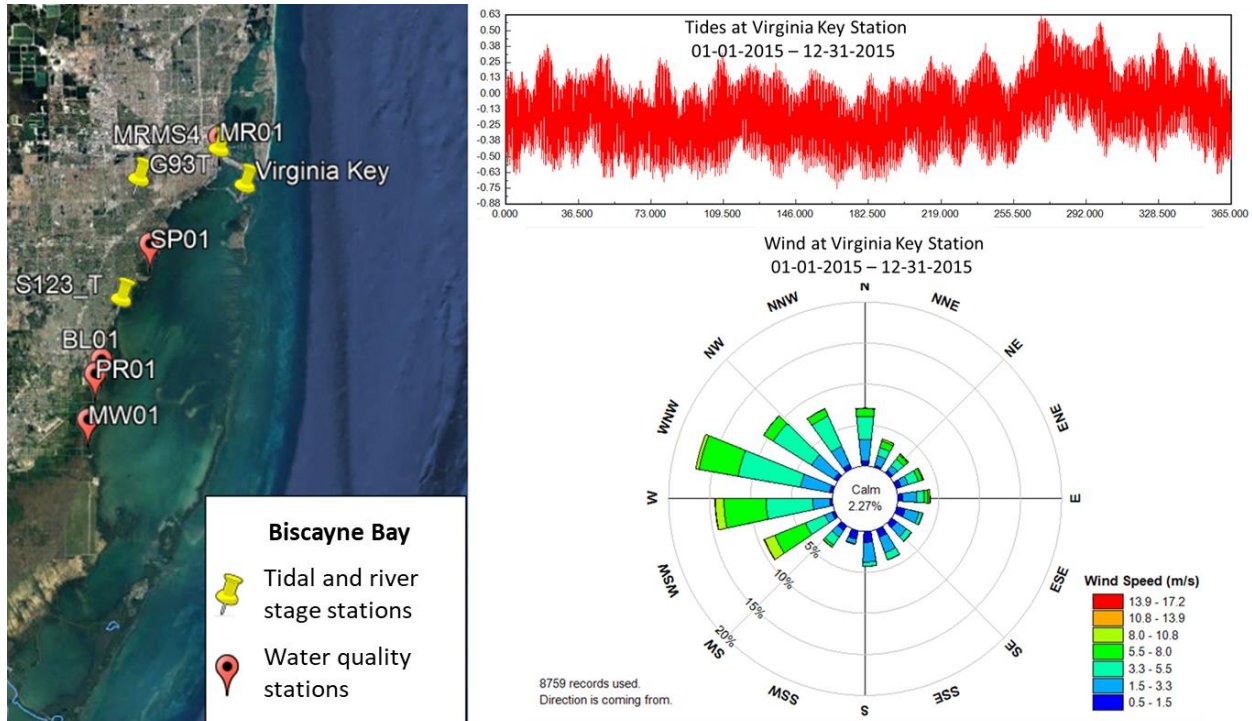 MRMS4 MR01
G93T
Virginia Key
SP01
S123_T
BL01
PR01
MW01
Biscayne Bay
Tidal and river
stage stations
Water quality
stations
Tides at Virginia Key Station
01-01-2015 – 12-31-2015
0.63
0.50
0.38
0.25
0.13
0.00
-0.13
-0.25
-0.38
-0.50
-0.63
-0.75
-0.88
0.000 36.500 73.000 109.500 146.000 182.500 219.000 255.500 292.000 328.500 365.000
Wind at Virginia Key Station
01-01-2015 – 12-31-2015
N
NNW NNE
NW NE
WNW ENE
W E
Calm
2.27%
WSW ESE
SW SE
SSW SSE
S
5%
10%
15%
20%
Wind Speed (m/s)
13.9 - 17.2
10.8 - 13.9
8.0 - 10.8
5.5 - 8.0
3.3 - 5.5
1.5 - 3.3
0.5 - 1.5
8759 records used.
Direction is coming from.